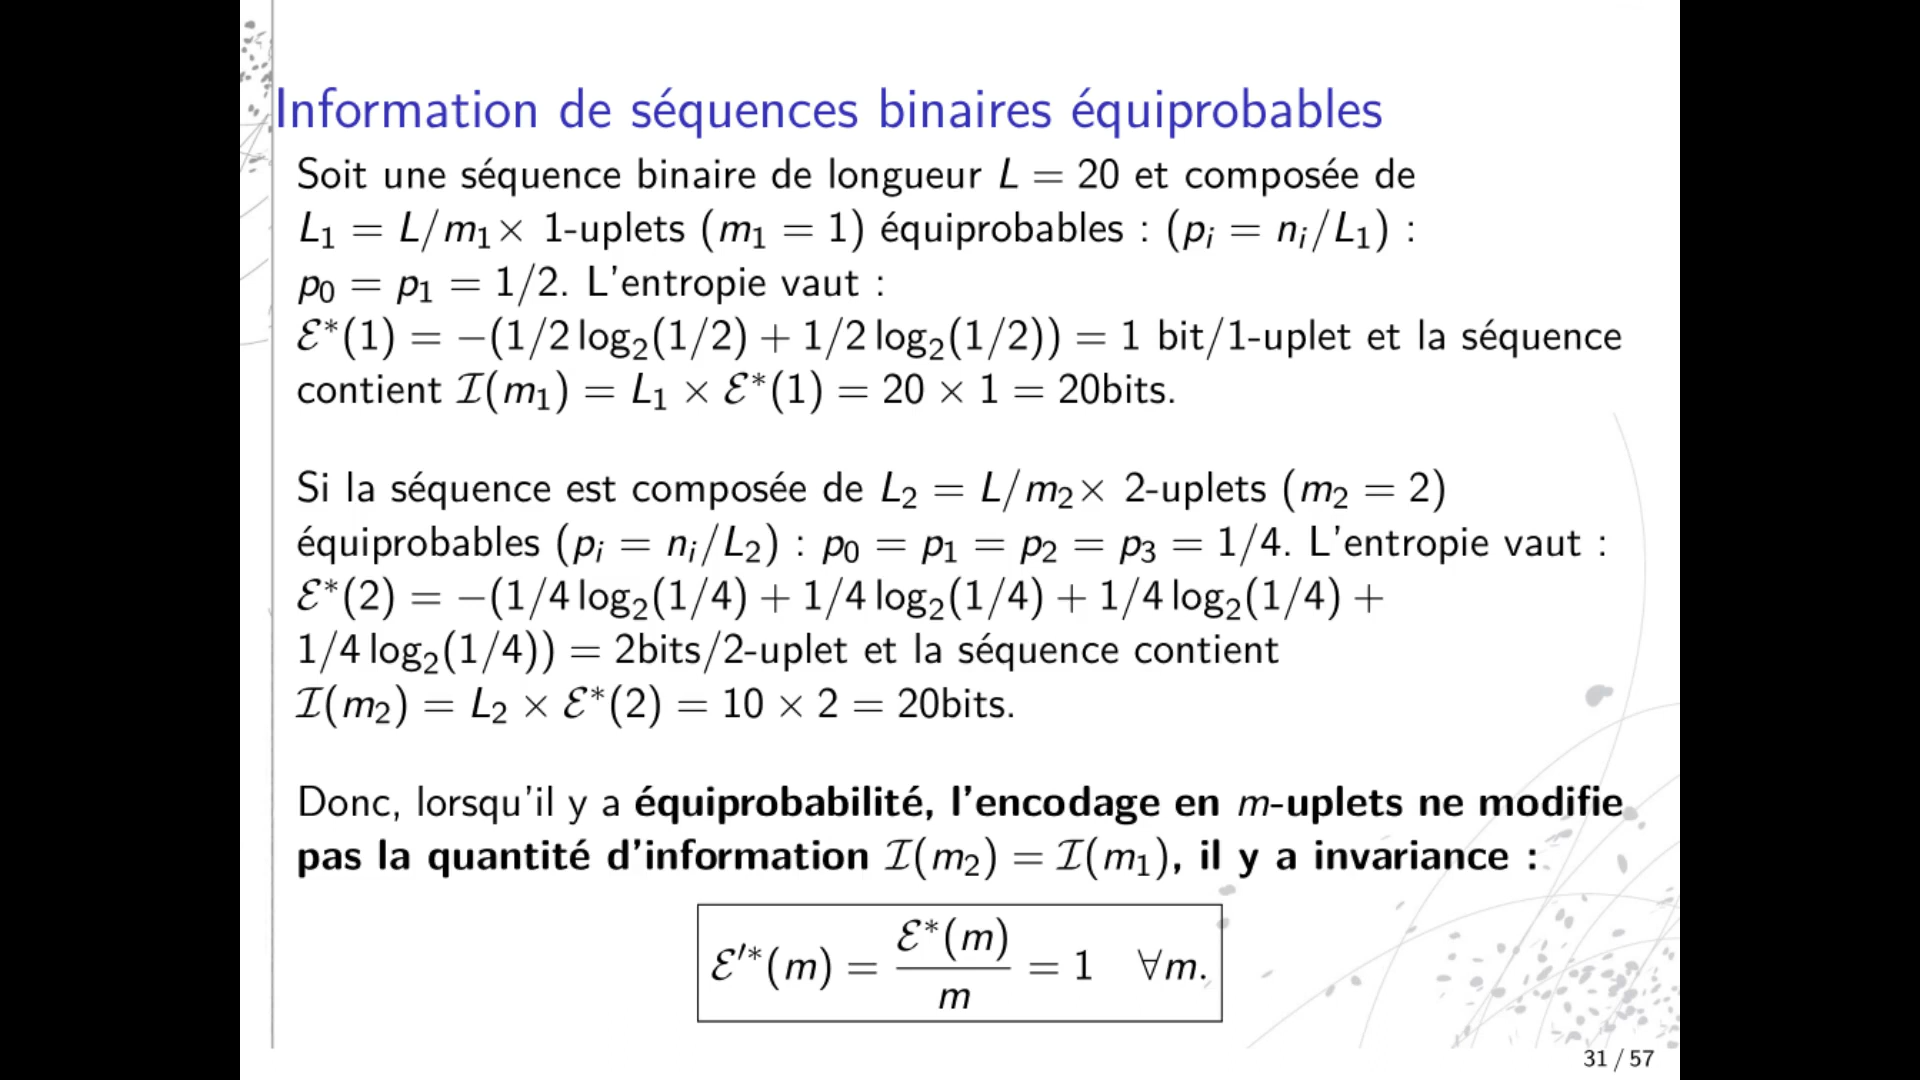 Information de séquences binaires équiprobables
Soit une séquence binaire de longueur L = 20 et composée de
L₁ = L/m₁× 1-uplets (m₁ = 1) équiprobables : (pᵢ = nᵢ/L₁) :
p₀ = p₁ = 1/2. L'entropie vaut :
ℰ*(1) = −(1/2 log₂(1/2) + 1/2 log₂(1/2)) = 1 bit/1-uplet et la séquence
contient ℐ(m₁) = L₁ × ℰ*(1) = 20 × 1 = 20bits.
Si la séquence est composée de L₂ = L/m₂× 2-uplets (m₂ = 2)
équiprobables (pᵢ = nᵢ/L₂) : p₀ = p₁ = p₂ = p₃ = 1/4. L'entropie vaut :
ℰ*(2) = −(1/4 log₂(1/4) + 1/4 log₂(1/4) + 1/4 log₂(1/4) +
1/4 log₂(1/4)) = 2bits/2-uplet et la séquence contient
ℐ(m₂) = L₂ × ℰ*(2) = 10 × 2 = 20bits.
Donc, lorsqu'il y a équiprobabilité, l'encodage en m-uplets ne modifie
pas la quantité d'information ℐ(m₂) = ℐ(m₁), il y a invariance :
ℰ′*(m) = ℰ*(m)/m = 1 ∀m.
31 / 57